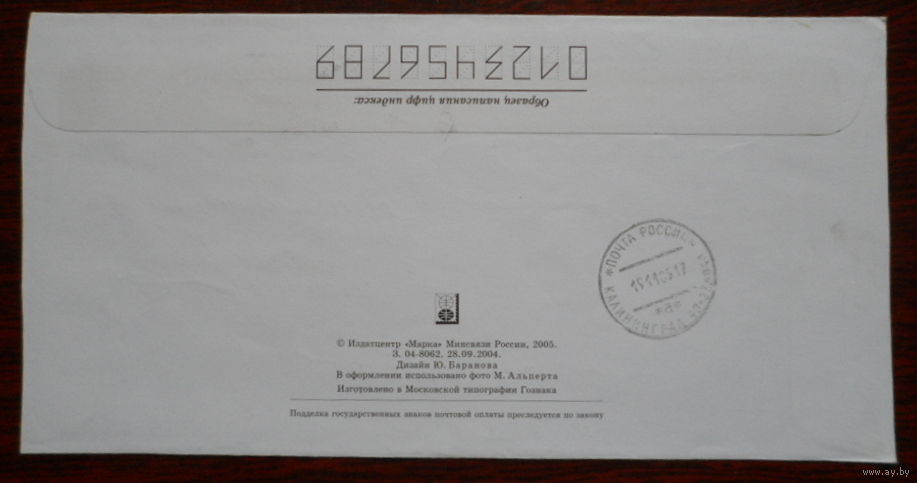 0123456789
Образец написания цифр индекса:
*ПОЧТА РОССИИ*
КАЛИНИНГРАД
*а*
© Издатцентр «Марка» Минсвязи России, 2005.
З. 04-8062. 28.09.2004.
Дизайн Ю. Баранова
В оформлении использовано фото М. Альперта
Изготовлено в Московской типографии Гознака
Подделка государственных знаков почтовой оплаты преследуется по закону
www.ay.by